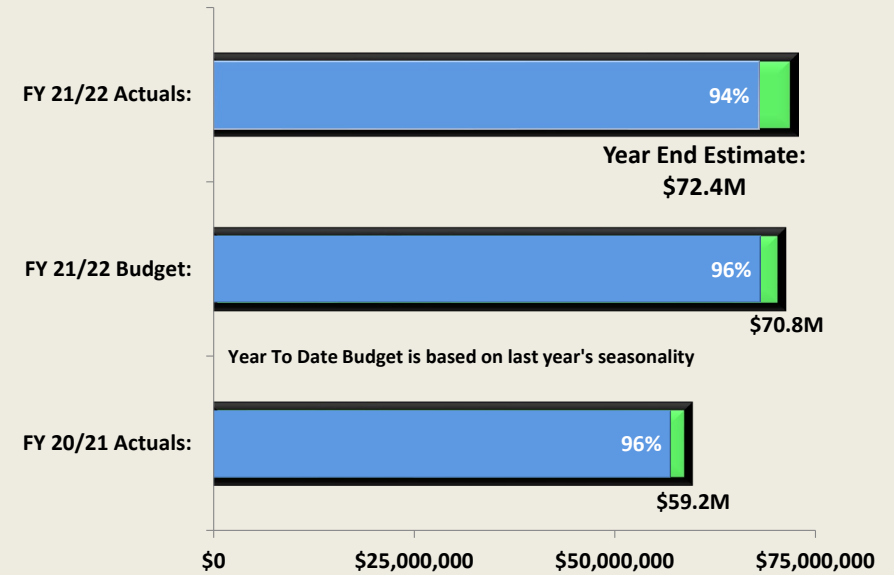 FY 21/22 Actuals:
94%
Year End Estimate:
$72.4M
FY 21/22 Budget:
96%
$70.8M
Year To Date Budget is based on last year's seasonality
FY 20/21 Actuals:
96%
$59.2M
$0 $25,000,000 $50,000,000 $75,000,000